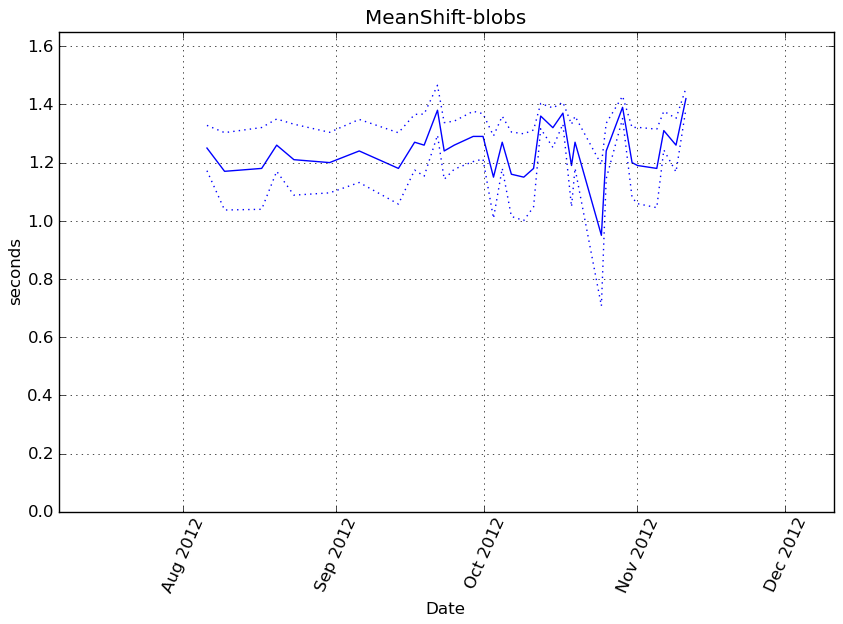 MeanShift-blobs
1.6
1.4
1.2
1.0
0.8
0.6
0.4
0.2
0.0
seconds
Aug 2012
Sep 2012
Oct 2012
Nov 2012
Dec 2012
Date